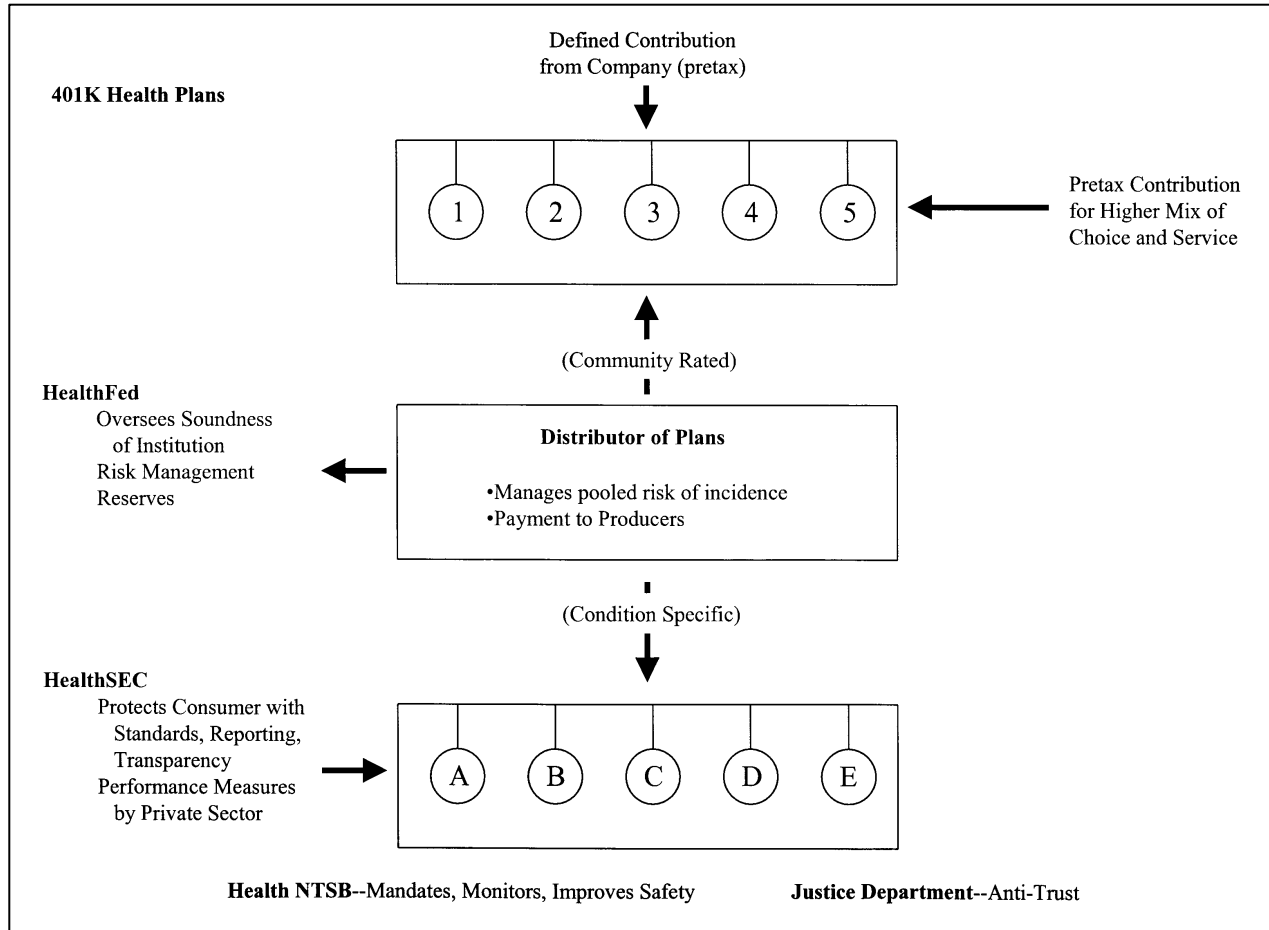 Defined Contribution
from Company (pretax)
401K Health Plans
1 2 3 4 5
Pretax Contribution
for Higher Mix of
Choice and Service
(Community Rated)
HealthFed
Oversees Soundness
of Institution
Risk Management
Reserves
Distributor of Plans
•Manages pooled risk of incidence
•Payment to Producers
(Condition Specific)
HealthSEC
Protects Consumer with
Standards, Reporting,
Transparency
Performance Measures
by Private Sector
A B C D E
Health NTSB--Mandates, Monitors, Improves Safety
Justice Department--Anti-Trust